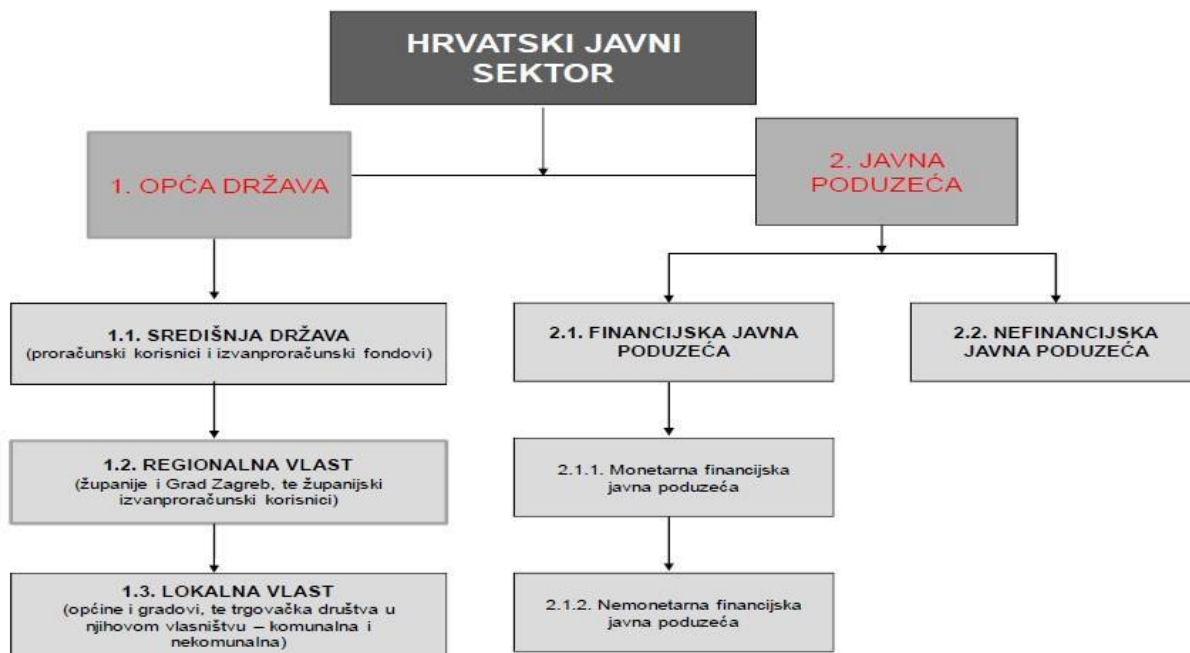 HRVATSKI JAVNI
SEKTOR
1. OPĆA DRŽAVA
2. JAVNA
PODUZEĆA
1.1. SREDIŠNJA DRŽAVA
(proračunski korisnici i izvanproračunski fondovi)
2.1. FINANCIJSKA JAVNA
PODUZEĆA
2.2. NEFINANCIJSKA
JAVNA PODUZEĆA
1.2. REGIONALNA VLAST
(županije i Grad Zagreb, te županijski
izvanproračunski korisnici)
2.1.1. Monetarna financijska
javna poduzeća
1.3. LOKALNA VLAST
(općine i gradovi, te trgovačka društva u
njihovom vlasništvu – komunalna i
nekomunalna)
2.1.2. Nemonetarna financijska
javna poduzeća